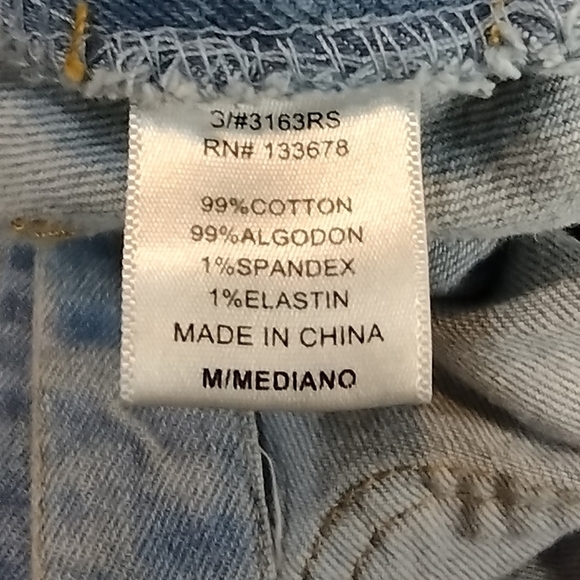 S/#3163RS
RN# 133678
99%COTTON
99%ALGODON
1%SPANDEX
1%ELASTIN
MADE IN CHINA
M/MEDIANO